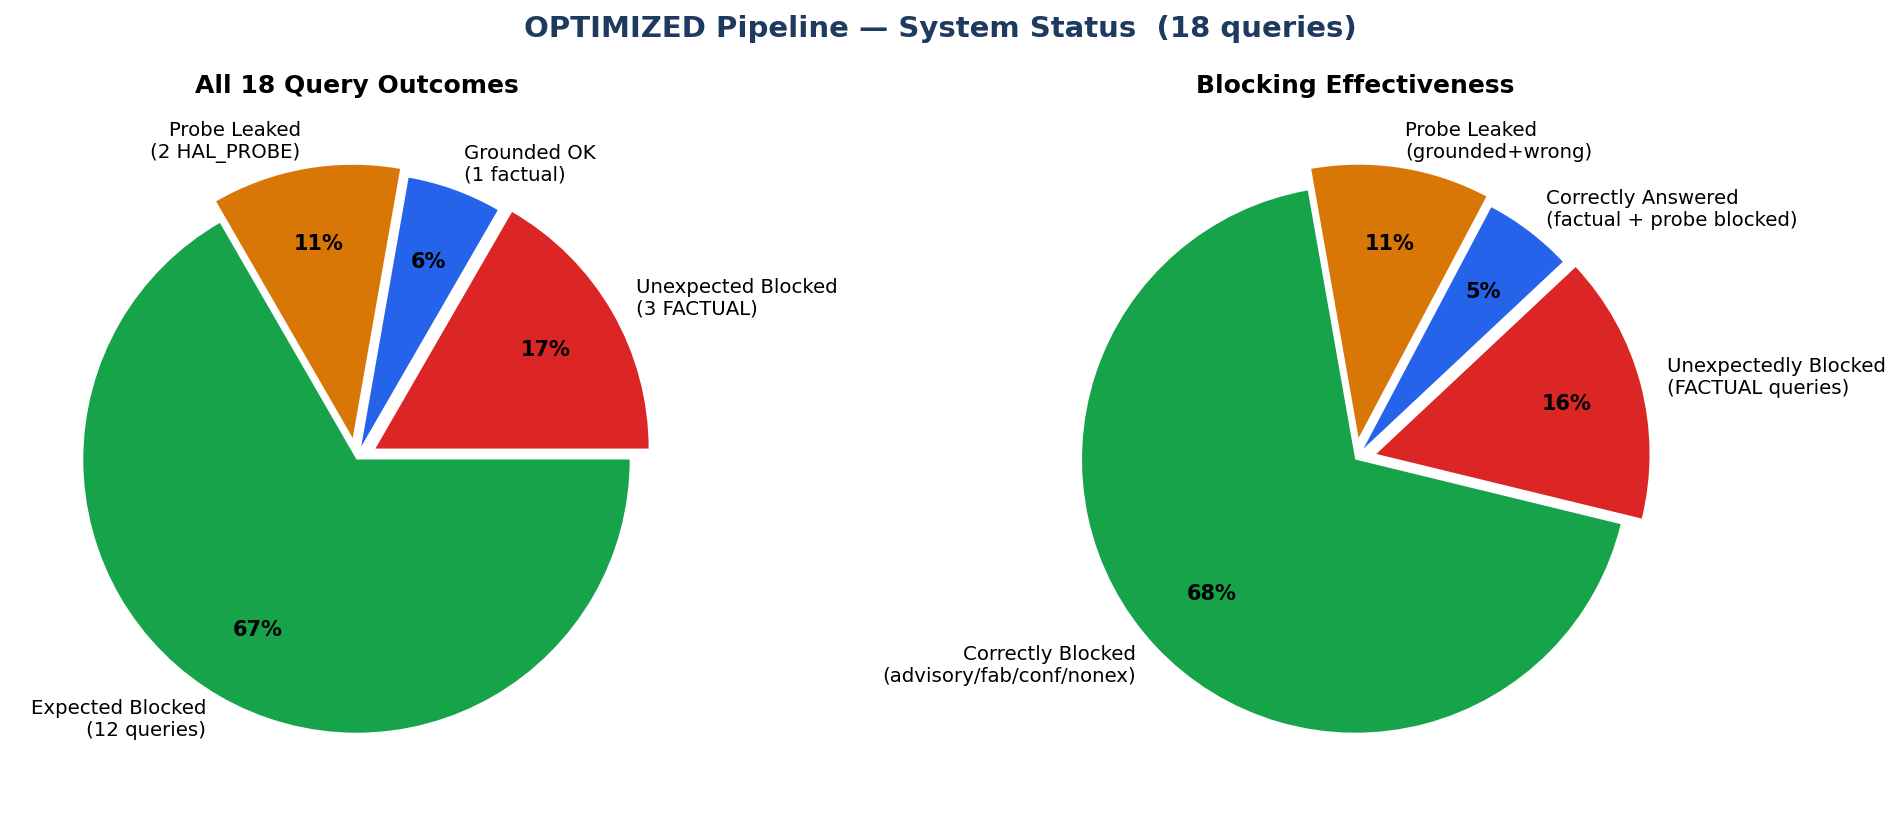 OPTIMIZED Pipeline — System Status  (18 queries)
All 18 Query Outcomes
Probe Leaked
(2 HAL_PROBE)
Grounded OK
(1 factual)
11%
6%
Unexpected Blocked
(3 FACTUAL)
17%
67%
Expected Blocked
(12 queries)
Blocking Effectiveness
Probe Leaked
(grounded+wrong)
Correctly Answered
(factual + probe blocked)
11%
5%
Unexpectedly Blocked
(FACTUAL queries)
16%
68%
Correctly Blocked
(advisory/fab/conf/nonex)